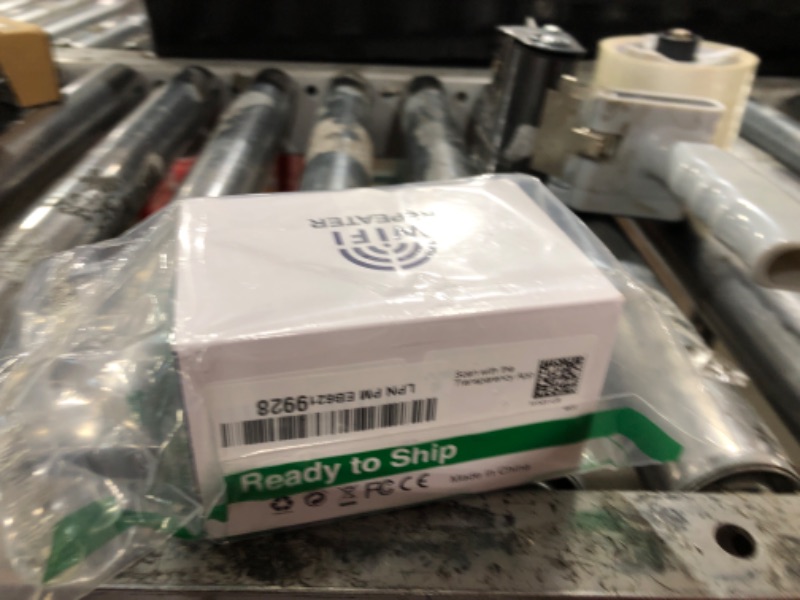 WiFi
REPEATER
LPN PM EB6219928
Scan with the
Transparency App
Ready to Ship
FC CE
Made in China